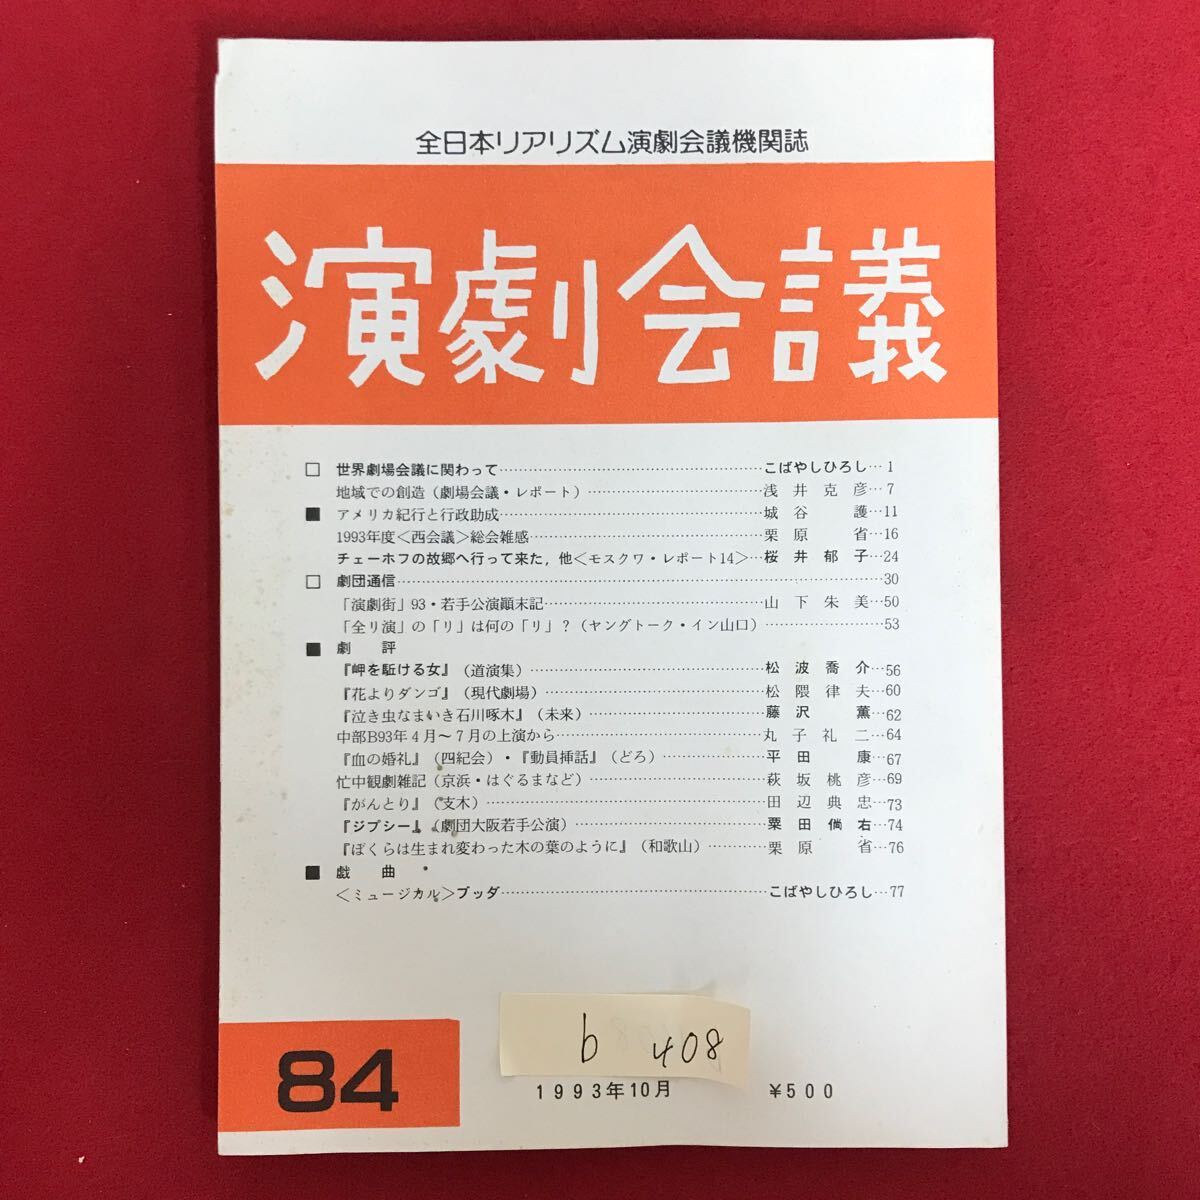 全日本リアリズム演劇会議機関誌
演劇会議
□ 世界劇場会議に関わって…こばやしひろし…1
地域での創造（劇場会議・レポート）…浅井克彦…7
■ アメリカ紀行と行政助成…城谷 護…11
1993年度＜西会議＞総会雑感…栗原 省…16
チェーホフの故郷へ行って来た，他＜モスクワ・レポート14＞…桜井郁子…24
□ 劇団通信…30
「演劇街」93・若手公演顚末記…山下朱美…50
「全リ演」の「リ」は何の「リ」？（ヤングトーク・イン山口）…53
■ 劇 評
『岬を駈ける女』（道演集）…松波喬介…56
『花よりダンゴ』（現代劇場）…松隈律夫…60
『泣き虫なまいき石川啄木』（未来）…藤沢 薫…62
中部B93年4月～7月の上演から…丸子礼二…64
『血の婚礼』（四紀会）・『動員挿話』（どろ）…平田 康…67
忙中観劇雑記（京浜・はぐるまなど）…萩坂桃彦…69
『がんとり』（支木）…田辺典忠…73
『ジプシー』（劇団大阪若手公演）…粟田倘右…74
『ぼくらは生まれ変わった木の葉のように』（和歌山）…栗原 省…76
■ 戯 曲
＜ミュージカル＞ブッダ…こばやしひろし…77
b 408
84
1993年10月 ¥500